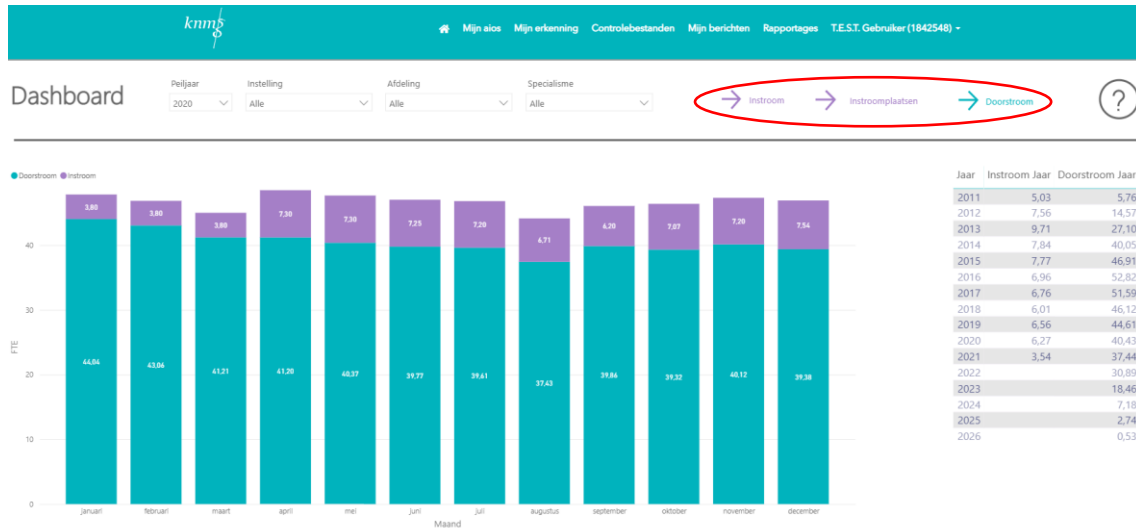 knmg
Mijn aios Mijn erkenning Controlebestanden Mijn berichten Rapportages T.E.S.T. Gebruiker (1842548)
Dashboard
Peiljaar Instelling Afdeling Specialisme
2020 Alle Alle Alle
Instroom Instroomplaatsen Doorstroom
?
Doorstroom Instroom
3,80 3,80 3,80 7,30 7,30 7,25 7,20 6,71 6,20 7,07 7,20 7,54
44,04 43,06 41,21 41,20 40,37 39,77 39,61 37,43 39,86 39,32 40,12 39,38
40
30
20
10
0
FTE
januari februari maart april mei juni juli augustus september oktober november december
Maand
Jaar Instroom Jaar Doorstroom Jaar
2011 5,03 5,76
2012 7,56 14,57
2013 9,71 27,10
2014 7,84 40,05
2015 7,77 46,91
2016 6,96 52,82
2017 6,76 51,59
2018 6,01 46,12
2019 6,56 44,61
2020 6,27 40,43
2021 3,54 37,44
2022 30,89
2023 18,46
2024 7,18
2025 2,74
2026 0,53